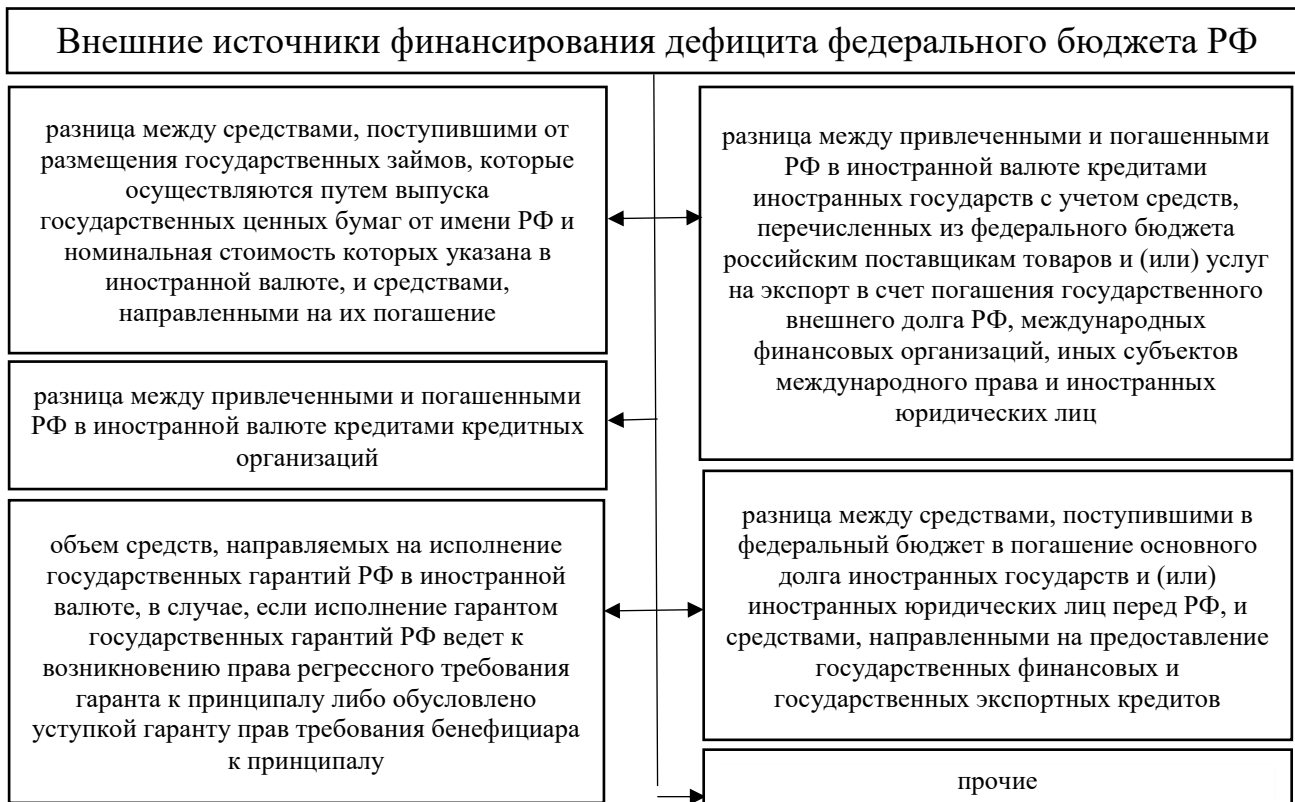 Внешние источники финансирования дефицита федерального бюджета РФ
разница между средствами, поступившими от
размещения государственных займов, которые
осуществляются путем выпуска
государственных ценных бумаг от имени РФ и
номинальная стоимость которых указана в
иностранной валюте, и средствами,
направленными на их погашение
разница между привлеченными и погашенными
РФ в иностранной валюте кредитами
иностранных государств с учетом средств,
перечисленных из федерального бюджета
российским поставщикам товаров и (или) услуг
на экспорт в счет погашения государственного
внешнего долга РФ, международных
финансовых организаций, иных субъектов
международного права и иностранных
юридических лиц
разница между привлеченными и погашенными
РФ в иностранной валюте кредитами кредитных
организаций
объем средств, направляемых на исполнение
государственных гарантий РФ в иностранной
валюте, в случае, если исполнение гарантом
государственных гарантий РФ ведет к
возникновению права регрессного требования
гаранта к принципалу либо обусловлено
уступкой гаранту прав требования бенефициара
к принципалу
разница между средствами, поступившими в
федеральный бюджет в погашение основного
долга иностранных государств и (или)
иностранных юридических лиц перед РФ, и
средствами, направленными на предоставление
государственных финансовых и
государственных экспортных кредитов
прочие